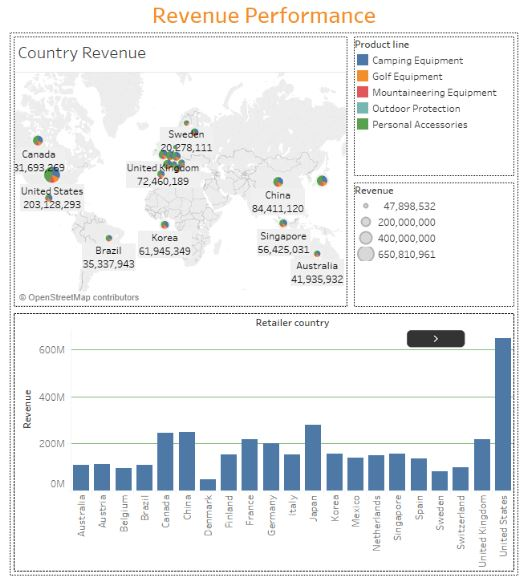 Revenue Performance
Country Revenue
Sweden
20,278,111
Canada
31,693,269
United Kingdom
72,460,189
United States
203,128,293
China
84,411,120
Korea
61,945,349
Singapore
56,425,031
Brazil
35,337,943
Australia
41,935,932
© OpenStreetMap contributors
Product line
Camping Equipment
Golf Equipment
Mountaineering Equipment
Outdoor Protection
Personal Accessories
Revenue
47,898,532
200,000,000
400,000,000
650,810,961
Retailer country
>
Revenue
600M
400M
200M
0M
Australia
Austria
Belgium
Brazil
Canada
China
Denmark
Finland
France
Germany
Italy
Japan
Korea
Mexico
Netherlands
Singapore
Spain
Sweden
Switzerland
United Kingdom
United States